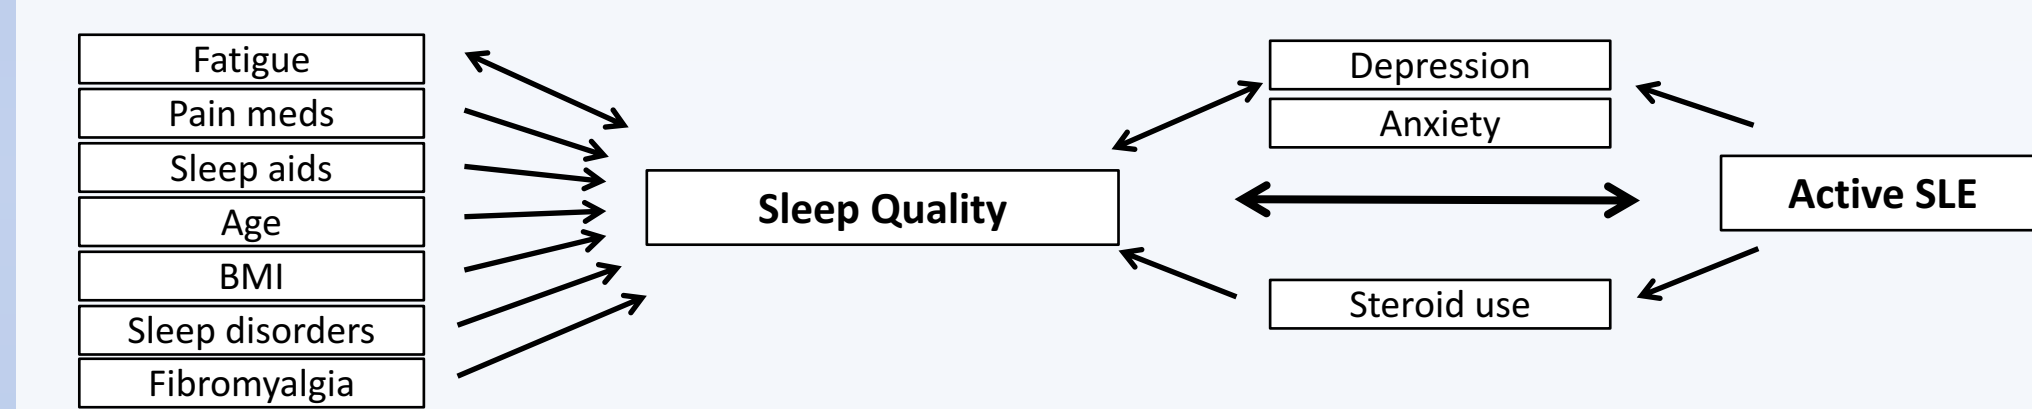 Fatigue
Pain meds
Sleep aids
Age
BMI
Sleep disorders
Fibromyalgia
Sleep Quality
Depression
Anxiety
Steroid use
Active SLE